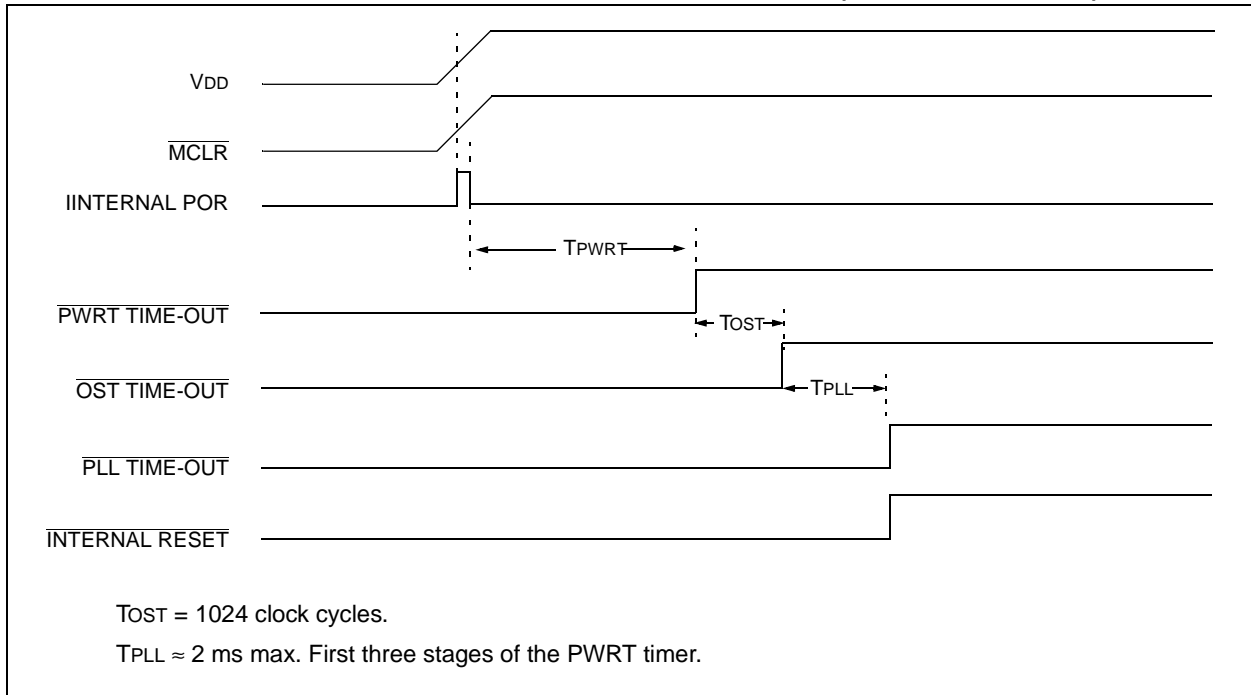 VDD
MCLR
IINTERNAL POR
TPWRT
PWRT TIME-OUT
TOST
OST TIME-OUT
TPLL
PLL TIME-OUT
INTERNAL RESET
TOST = 1024 clock cycles.
TPLL ≈ 2 ms max. First three stages of the PWRT timer.